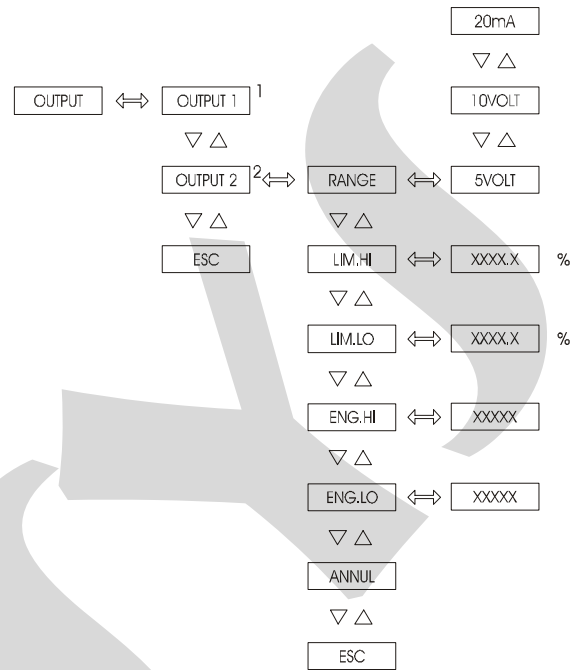 20mA
OUTPUT OUTPUT 1 1 10VOLT
OUTPUT 2 2 RANGE 5VOLT
ESC LIM.HI XXXX.X %
LIM.LO XXXX.X %
ENG.HI XXXXX
ENG.LO XXXXX
ANNUL
ESC